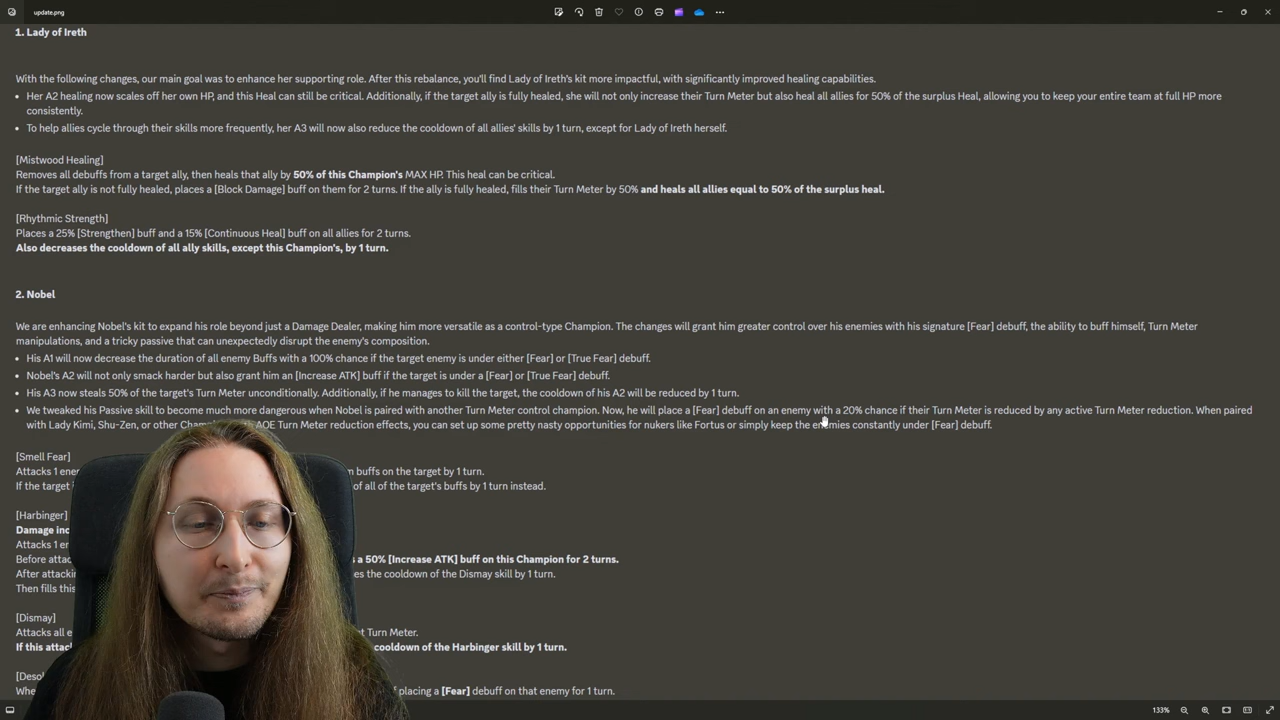 update.png
1. Lady of Ireth
With the following changes, our main goal was to enhance her supporting role. After this rebalance, you'll find Lady of Ireth's kit more impactful, with significantly improved healing capabilities.
• Her A2 healing now scales off her own HP, and this Heal can still be critical. Additionally, if the target ally is fully healed, she will not only increase their Turn Meter but also heal all allies for 50% of the surplus Heal, allowing you to keep your entire team at full HP more
consistently.
• To help allies cycle through their skills more frequently, her A3 will now also reduce the cooldown of all allies' skills by 1 turn, except for Lady of Ireth herself.
[Mistwood Healing]
Removes all debuffs from a target ally, then heals that ally by 50% of this Champion's MAX HP. This heal can be critical.
If the target ally is not fully healed, places a [Block Damage] buff on them for 2 turns. If the ally is fully healed, fills their Turn Meter by 50% and heals all allies equal to 50% of the surplus heal.
[Rhythmic Strength]
Places a 25% [Strengthen] buff and a 15% [Continuous Heal] buff on all allies for 2 turns.
Also decreases the cooldown of all ally skills, except this Champion's, by 1 turn.
2. Nobel
We are enhancing Nobel's kit to expand his role beyond just a Damage Dealer, making him more versatile as a control-type Champion. The changes will grant him greater control over his enemies with his signature [Fear] debuff, the ability to buff himself, Turn Meter
manipulations, and a tricky passive that can unexpectedly disrupt the enemy's composition.
• His A1 will now decrease the duration of all enemy Buffs with a 100% chance if the target enemy is under either [Fear] or [True Fear] debuff.
• Nobel's A2 will not only smack harder but also grant him an [Increase ATK] buff if the target is under a [Fear] or [True Fear] debuff.
• His A3 now steals 50% of the target's Turn Meter unconditionally. Additionally, if he manages to kill the target, the cooldown of his A2 will be reduced by 1 turn.
• We tweaked his Passive skill to become much more dangerous when Nobel is paired with another Turn Meter control champion. Now, he will place a [Fear] debuff on an enemy with a 20% chance if their Turn Meter is reduced by any active Turn Meter reduction. When paired
with Lady Kimi, Shu-Zen, or other AOE Turn Meter reduction effects, you can set up some pretty nasty opportunities for nukers like Fortus or simply keep the enemies constantly under [Fear] debuff.
[Smell Fear]
Attacks 1 buffs on the target by 1 turn.
If the target of all of the target's buffs by 1 turn instead.
[Harbinger]
Damage
Attacks 1
Before a 50% [Increase ATK] buff on this Champion for 2 turns.
After the cooldown of the Dismay skill by 1 turn.
Then fills
[Dismay]
Attacks all Turn Meter.
If this cooldown of the Harbinger skill by 1 turn.
placing a [Fear] debuff on that enemy for 1 turn.
133%